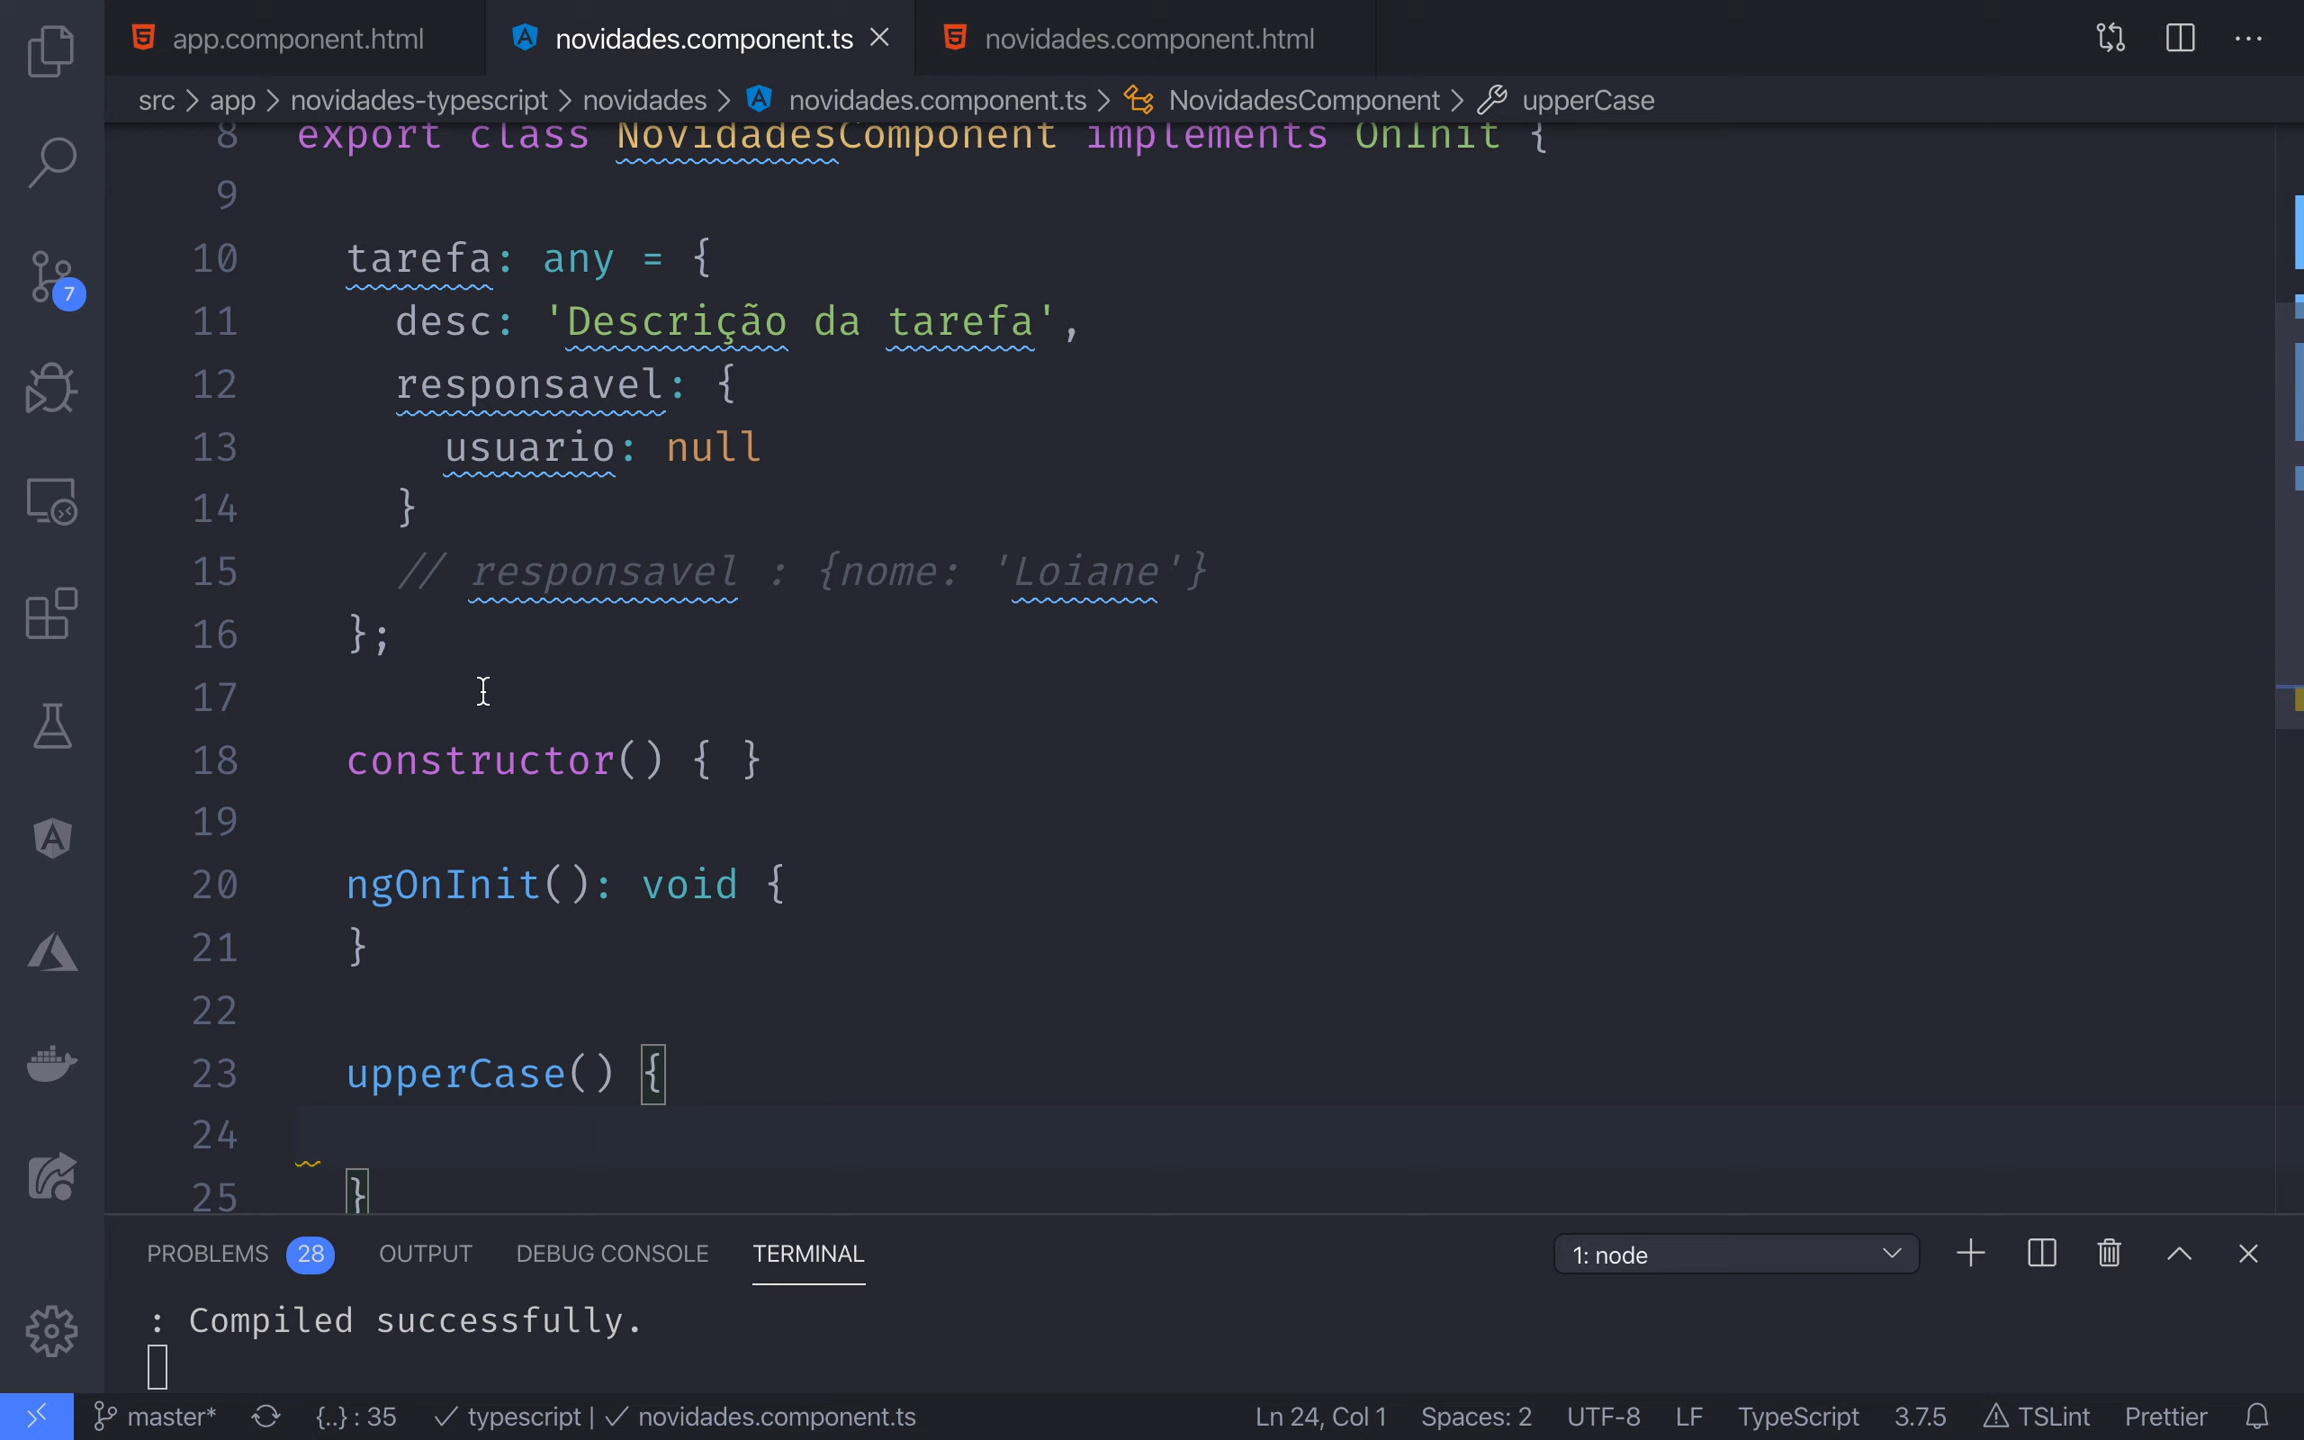 app.component.html
novidades.component.ts
novidades.component.html
src > app > novidades-typescript > novidades > novidades.component.ts > NovidadesComponent > upperCase
8 export class NovidadesComponent implements OnInit {
9
10 tarefa: any = {
11 desc: 'Descrição da tarefa',
12 responsavel: {
13 usuario: null
14 }
15 // responsavel : {nome: 'Loiane'}
16 };
17
18 constructor() { }
19
20 ngOnInit(): void {
21 }
22
23 upperCase() {
24
25 }
7
PROBLEMS 28 OUTPUT DEBUG CONSOLE TERMINAL 1: node
: Compiled successfully.
master* {..} : 35 typescript | novidades.component.ts Ln 24, Col 1 Spaces: 2 UTF-8 LF TypeScript 3.7.5 TSLint Prettier